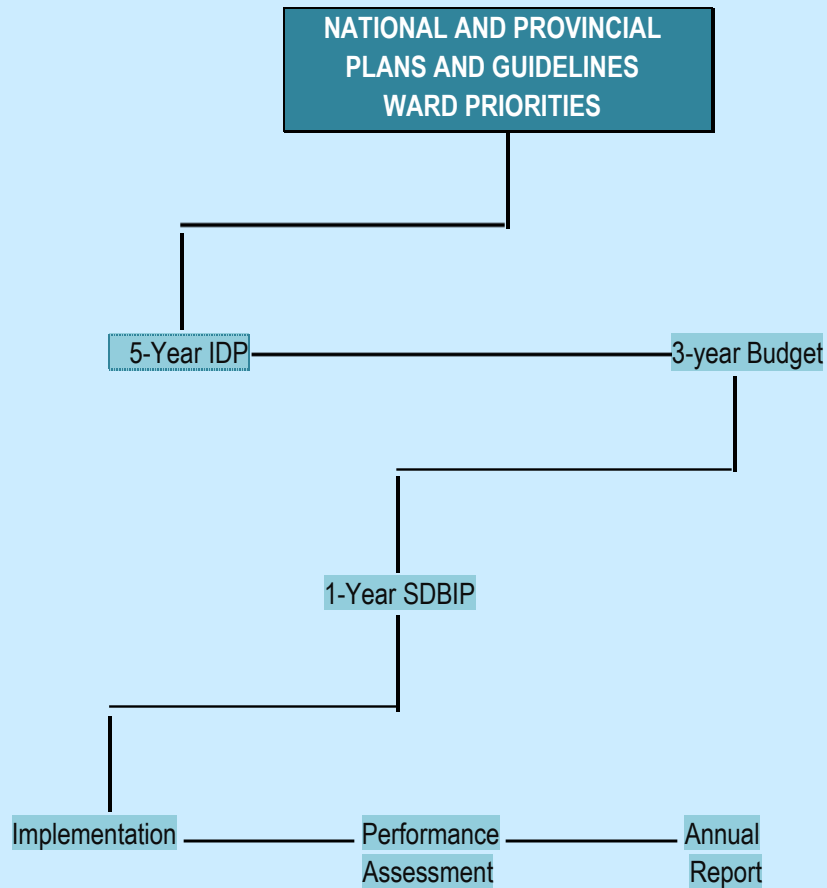 NATIONAL AND PROVINCIAL
PLANS AND GUIDELINES
WARD PRIORITIES
5-Year IDP
3-year Budget
1-Year SDBIP
Implementation
Performance
Assessment
Annual
Report